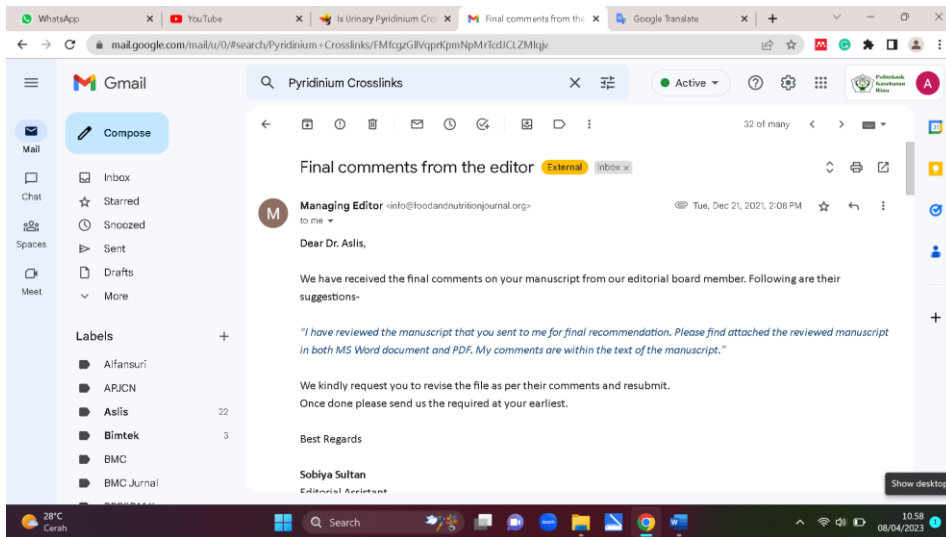 WhatsApp
YouTube
Is Urinary Pyridinium Cro
Final comments from the
Google Translate
mail.google.com/mail/u/0/#search/Pyridinium+Crosslinks/FMfcgzGllVqprKpmNpMrTcdJCLZMlqjv
Gmail
Pyridinium Crosslinks
Active
Politeknik
Kesehatan
Riau
A
Mail
Chat
Spaces
Meet
Compose
Inbox
Starred
Snoozed
Sent
Drafts
More
Labels
Alfansuri
APJCN
Aslis 22
Bimtek 3
BMC
BMC Jurnal
32 of many
Final comments from the editor External Inbox x
M
Managing Editor <info@foodandnutritionjournal.org> Tue, Dec 21, 2021, 2:08 PM
to me
Dear Dr. Aslis,
We have received the final comments on your manuscript from our editorial board member. Following are their
suggestions-
"I have reviewed the manuscript that you sent to me for final recommendation. Please find attached the reviewed manuscript
in both MS Word document and PDF. My comments are within the text of the manuscript."
We kindly request you to revise the file as per their comments and resubmit.
Once done please send us the required at your earliest.
Best Regards
Sobiya Sultan
Editorial Assistant
Show desktop
28°C
Cerah
Search
10.58
08/04/2023
1